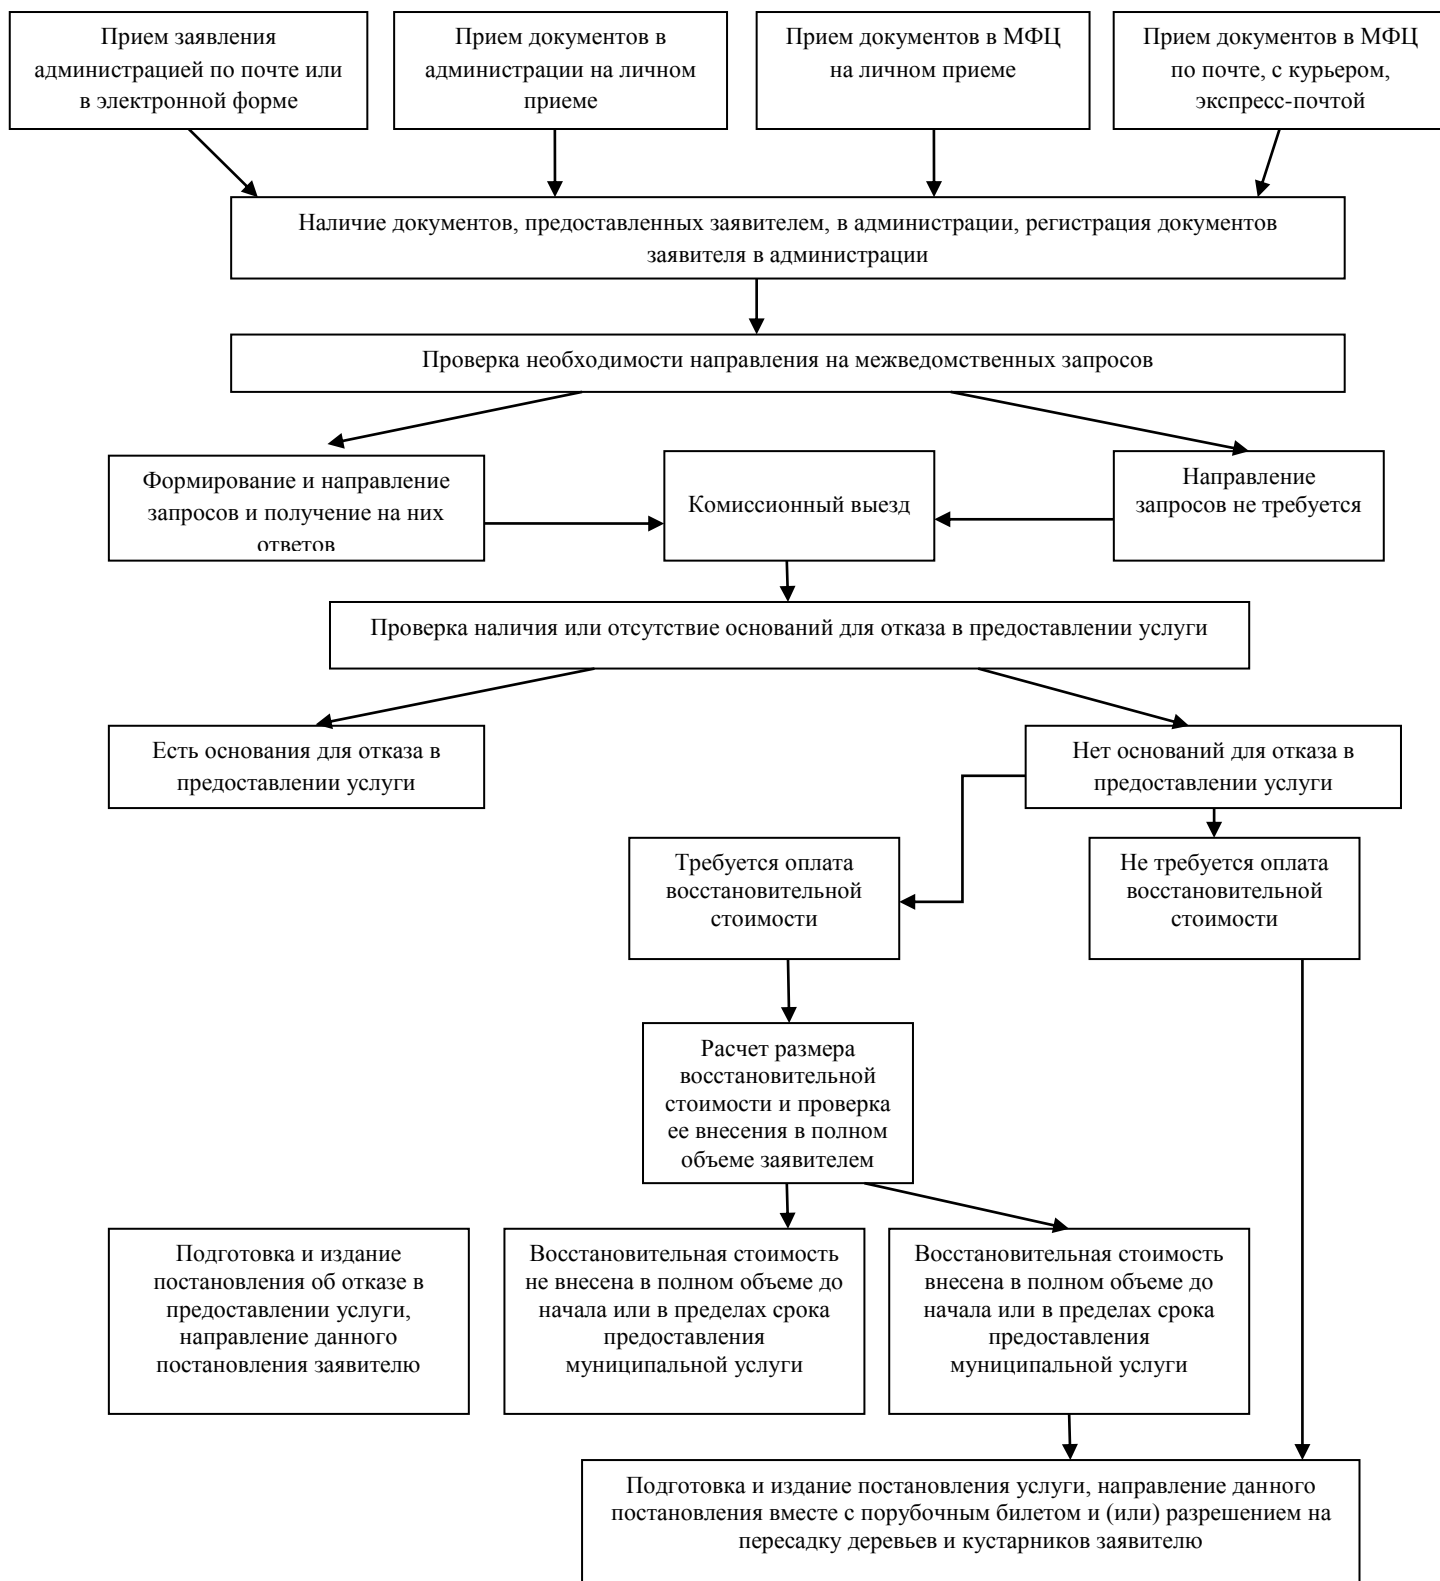 Прием заявления
администрацией по почте или
в электронной форме
Прием документов в
администрации на личном
приеме
Прием документов в МФЦ
на личном приеме
Прием документов в МФЦ
по почте, с курьером,
экспресс-почтой
Наличие документов, предоставленных заявителем, в администрации, регистрация документов
заявителя в администрации
Проверка необходимости направления на межведомственных запросов
Формирование и направление
запросов и получение на них
ответов
Комиссионный выезд
Направление
запросов не требуется
Проверка наличия или отсутствие оснований для отказа в предоставлении услуги
Есть основания для отказа в
предоставлении услуги
Нет оснований для отказа в
предоставлении услуги
Требуется оплата
восстановительной
стоимости
Не требуется оплата
восстановительной
стоимости
Расчет размера
восстановительной
стоимости и проверка
ее внесения в полном
объеме заявителем
Подготовка и издание
постановления об отказе в
предоставлении услуги,
направление данного
постановления заявителю
Восстановительная стоимость
не внесена в полном объеме до
начала или в пределах срока
предоставления
муниципальной услуги
Восстановительная стоимость
внесена в полном объеме до
начала или в пределах срока
предоставления
муниципальной услуги
Подготовка и издание постановления услуги, направление данного
постановления вместе с порубочным билетом и (или) разрешением на
пересадку деревьев и кустарников заявителю